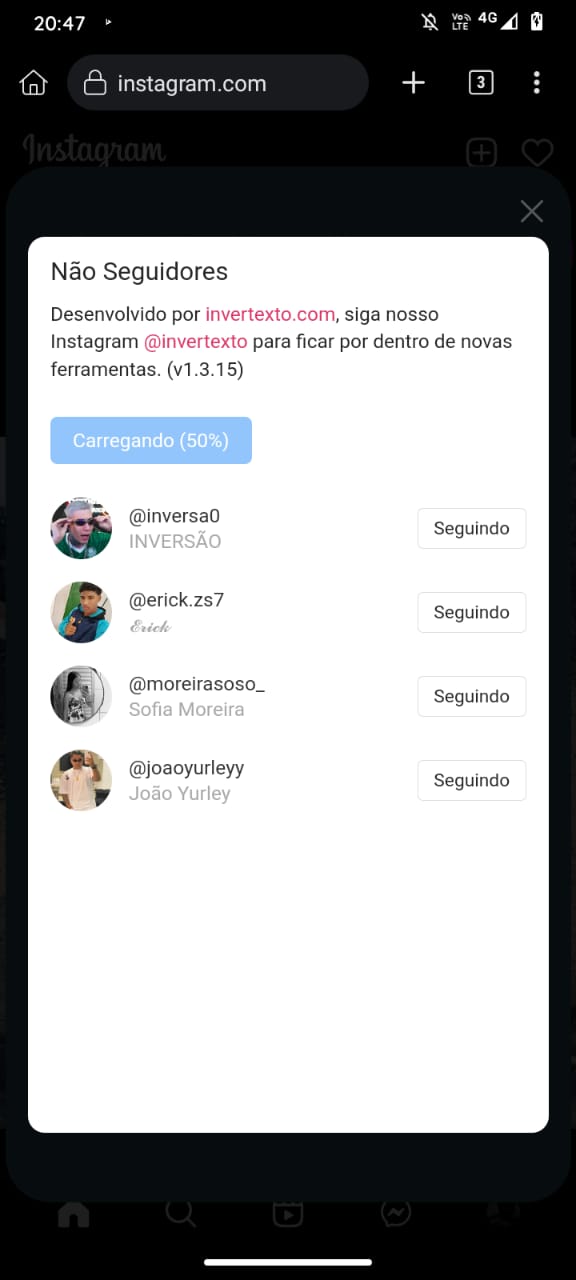 20:47
Vo))
LTE
4G
instagram.com
3
Instagram
Não Seguidores
Desenvolvido por invertexto.com, siga nosso
Instagram @invertexto para ficar por dentro de novas
ferramentas. (v1.3.15)
Carregando (50%)
@inversa0
INVERSÃO
Seguindo
@erick.zs7
𝓔𝓻𝓲𝓬𝓴
Seguindo
@moreirasoso_
Sofia Moreira
Seguindo
@joaoyurleyy
João Yurley
Seguindo